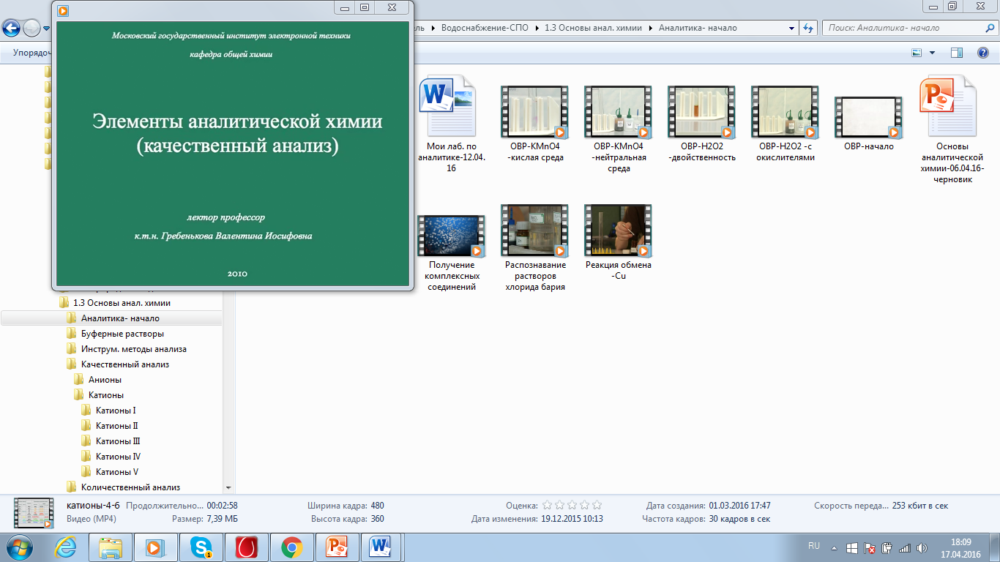 Московский государственный институт электронной техники
кафедра общей химии
Элементы аналитической химии
(качественный анализ)
лектор профессор
к.т.н. Гребенькова Валентина Иосифовна
2010
Водоснабжение-СПО
1.3 Основы анал. химии
Аналитика- начало
Поиск: Аналитика- начало
Упорядоч
Мои лаб. по
аналитике-12.04.
16
ОВР-KMnO4
-кислая среда
ОВР-KMnO4
-нейтральная
среда
ОВР-H2O2
-двойственность
ОВР-H2O2 -с
окислителями
ОВР-начало
Основы
аналитической
химии-06.04.16-
черновик
Получение
комплексных
соединений
Распознавание
растворов
хлорида бария
Реакция обмена
-Cu
1.3 Основы анал. химии
Аналитика- начало
Буферные растворы
Инструм. методы анализа
Качественный анализ
Анионы
Катионы
Катионы I
Катионы II
Катионы III
Катионы IV
Катионы V
Количественный анализ
катионы-4-6
Видео (MP4)
Продолжительно... 00:02:58
Размер: 7,39 МБ
Ширина кадра: 480
Высота кадра: 360
Оценка:
Дата изменения: 19.12.2015 10:13
Дата создания: 01.03.2016 17:47
Частота кадров: 30 кадров в сек
Скорость переда... 253 кбит в сек
1
RU
18:09
17.04.2016